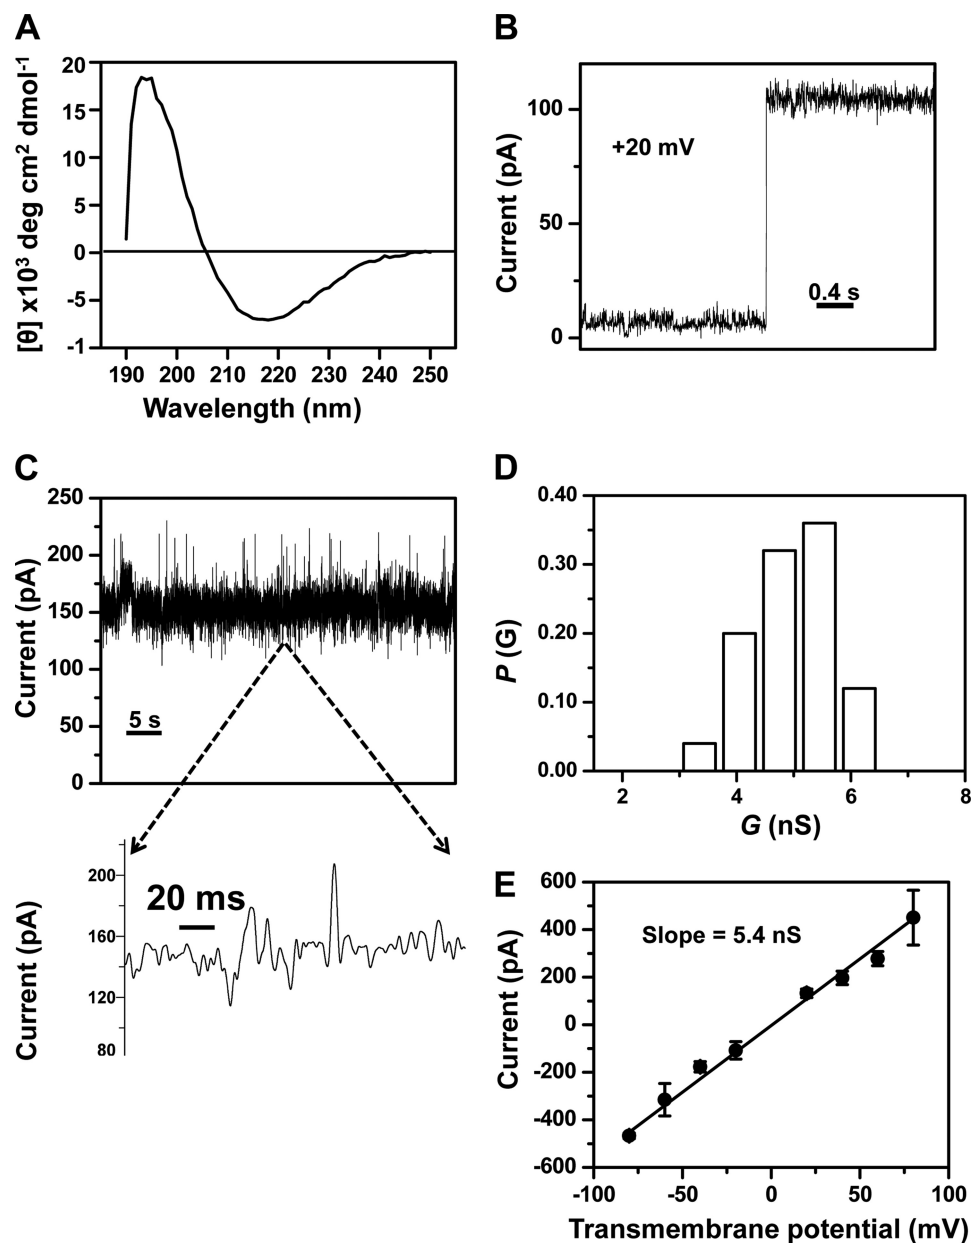 A
[θ] x10³ deg cm² dmol⁻¹
20
15
10
5
0
-5
-1
190 200 210 220 230 240 250
Wavelength (nm)
B
Current (pA)
100
50
0
+20 mV
0.4 s
C
Current (pA)
250
200
150
100
50
0
5 s
Current (pA)
200
160
120
80
20 ms
D
P (G)
0.40
0.30
0.20
0.10
0.00
2 4 6 8
G (nS)
E
Current (pA)
600
400
200
0
-200
-400
-600
Slope = 5.4 nS
-100 -50 0 50 100
Transmembrane potential (mV)